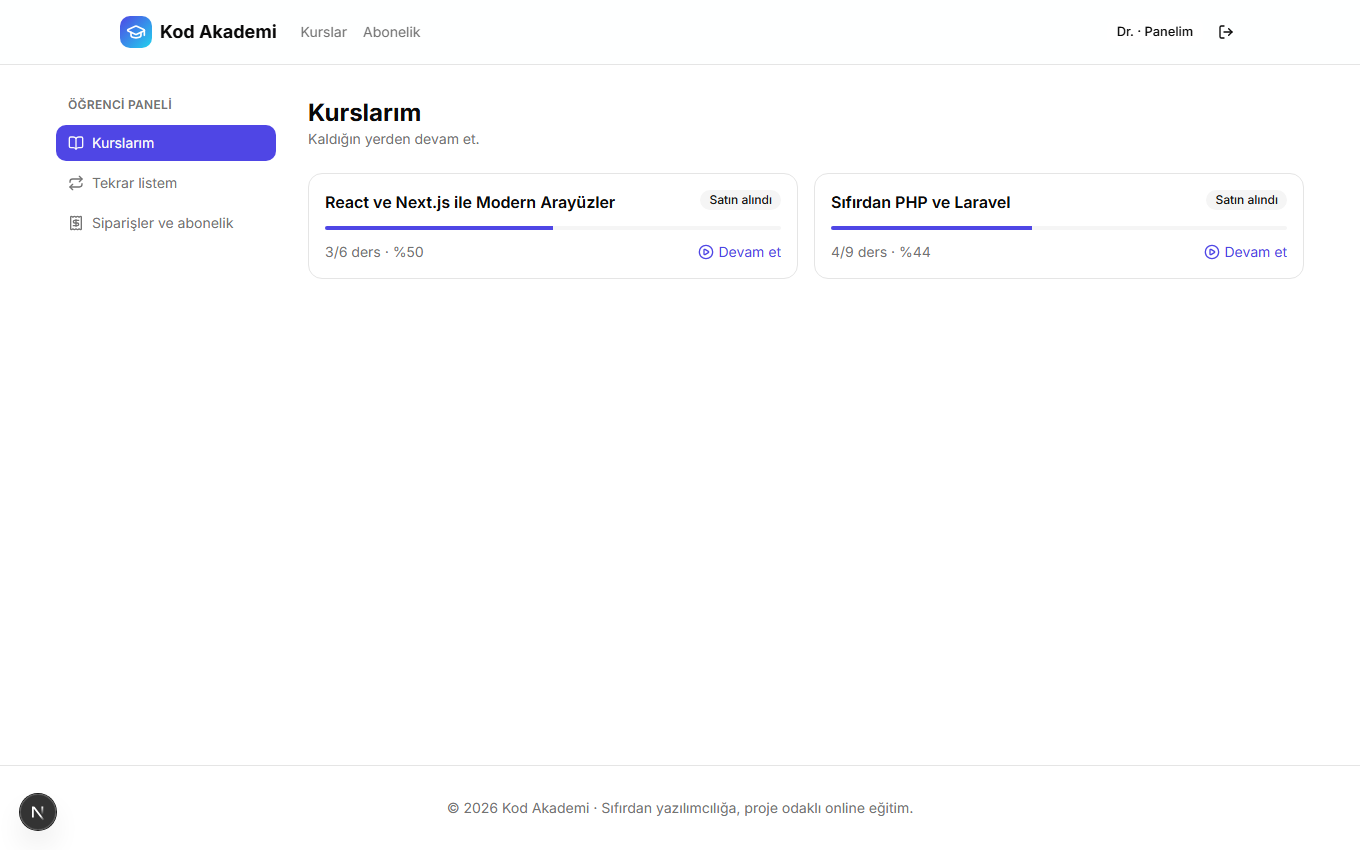 Kod Akademi
Kurslar
Abonelik
Dr. · Panelim
ÖĞRENCİ PANELİ
Kurslarım
Tekrar listem
Siparişler ve abonelik
Kurslarım
Kaldığın yerden devam et.
React ve Next.js ile Modern Arayüzler
Satın alındı
3/6 ders · %50
Devam et
Sıfırdan PHP ve Laravel
Satın alındı
4/9 ders · %44
Devam et
© 2026 Kod Akademi · Sıfırdan yazılımcılığa, proje odaklı online eğitim.
N